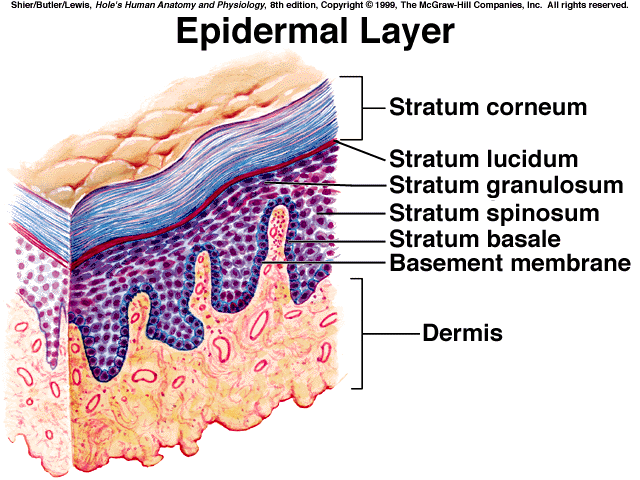 Shier/Butler/Lewis, Hole's Human Anatomy and Physiology, 8th edition, Copyright © 1999, The McGraw-Hill Companies, Inc. All rights reserved.
Epidermal Layer
Stratum corneum
Stratum lucidum
Stratum granulosum
Stratum spinosum
Stratum basale
Basement membrane
Dermis